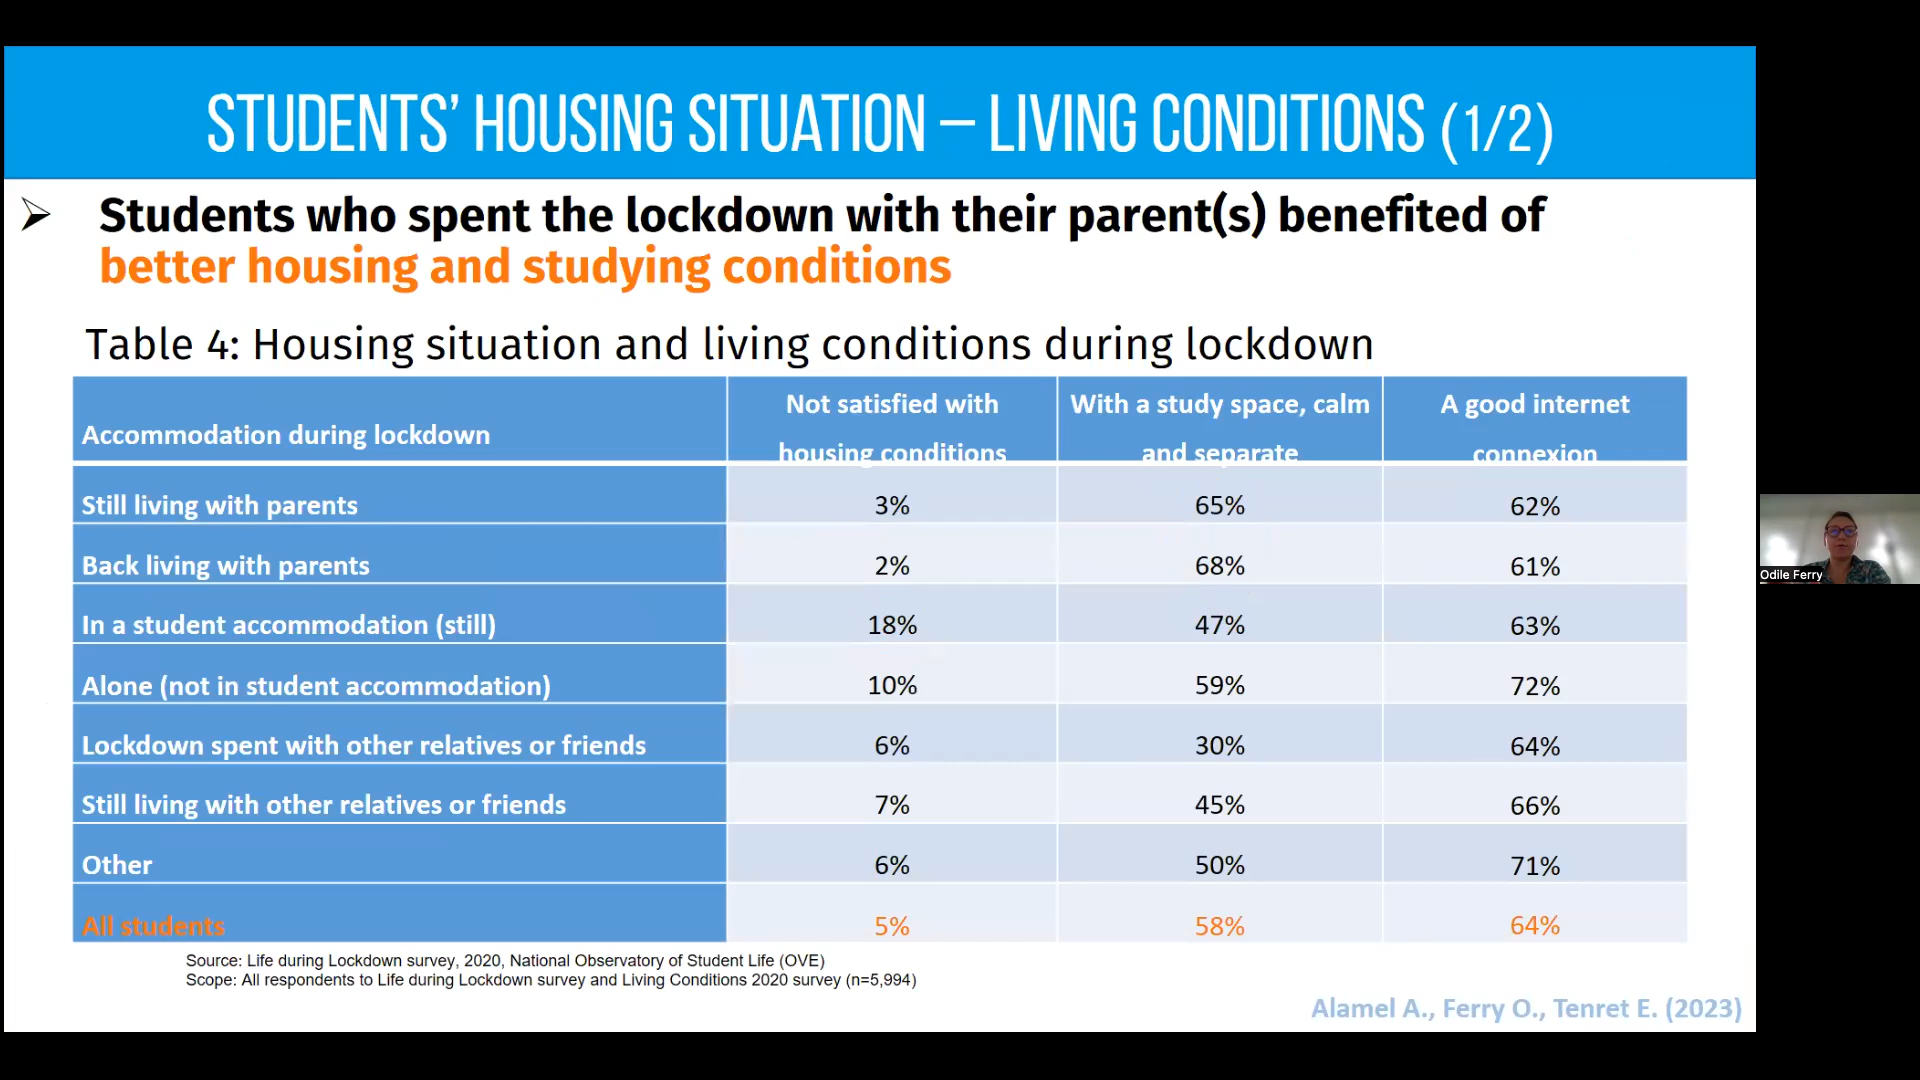 STUDENTS’ HOUSING SITUATION – LIVING CONDITIONS (1/2)
➢ Students who spent the lockdown with their parent(s) benefited of
better housing and studying conditions
Table 4: Housing situation and living conditions during lockdown
Accommodation during lockdown | Not satisfied with housing conditions | With a study space, calm and separate | A good internet connexion
Still living with parents 3% 65% 62%
Back living with parents 2% 68% 61%
In a student accommodation (still) 18% 47% 63%
Alone (not in student accommodation) 10% 59% 72%
Lockdown spent with other relatives or friends 6% 30% 64%
Still living with other relatives or friends 7% 45% 66%
Other 6% 50% 71%
All students 5% 58% 64%
Source: Life during Lockdown survey, 2020, National Observatory of Student Life (OVE)
Scope: All respondents to Life during Lockdown survey and Living Conditions 2020 survey (n=5,994)
Alamel A., Ferry O., Tenret E. (2023)
Odile Ferry